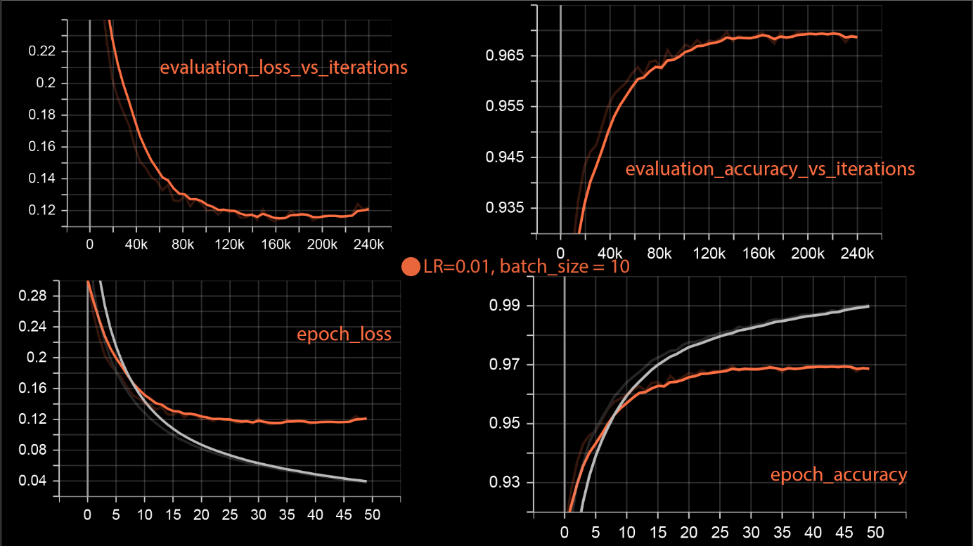 evaluation_loss_vs_iterations
0.22
0.2
0.18
0.16
0.14
0.12
0 40k 80k 120k 160k 200k 240k
evaluation_accuracy_vs_iterations
0.965
0.955
0.945
0.935
0 40k 80k 120k 160k 200k 240k
LR=0.01, batch_size = 10
epoch_loss
0.28
0.24
0.2
0.16
0.12
0.08
0.04
0 5 10 15 20 25 30 35 40 45 50
epoch_accuracy
0.99
0.97
0.95
0.93
0 5 10 15 20 25 30 35 40 45 50